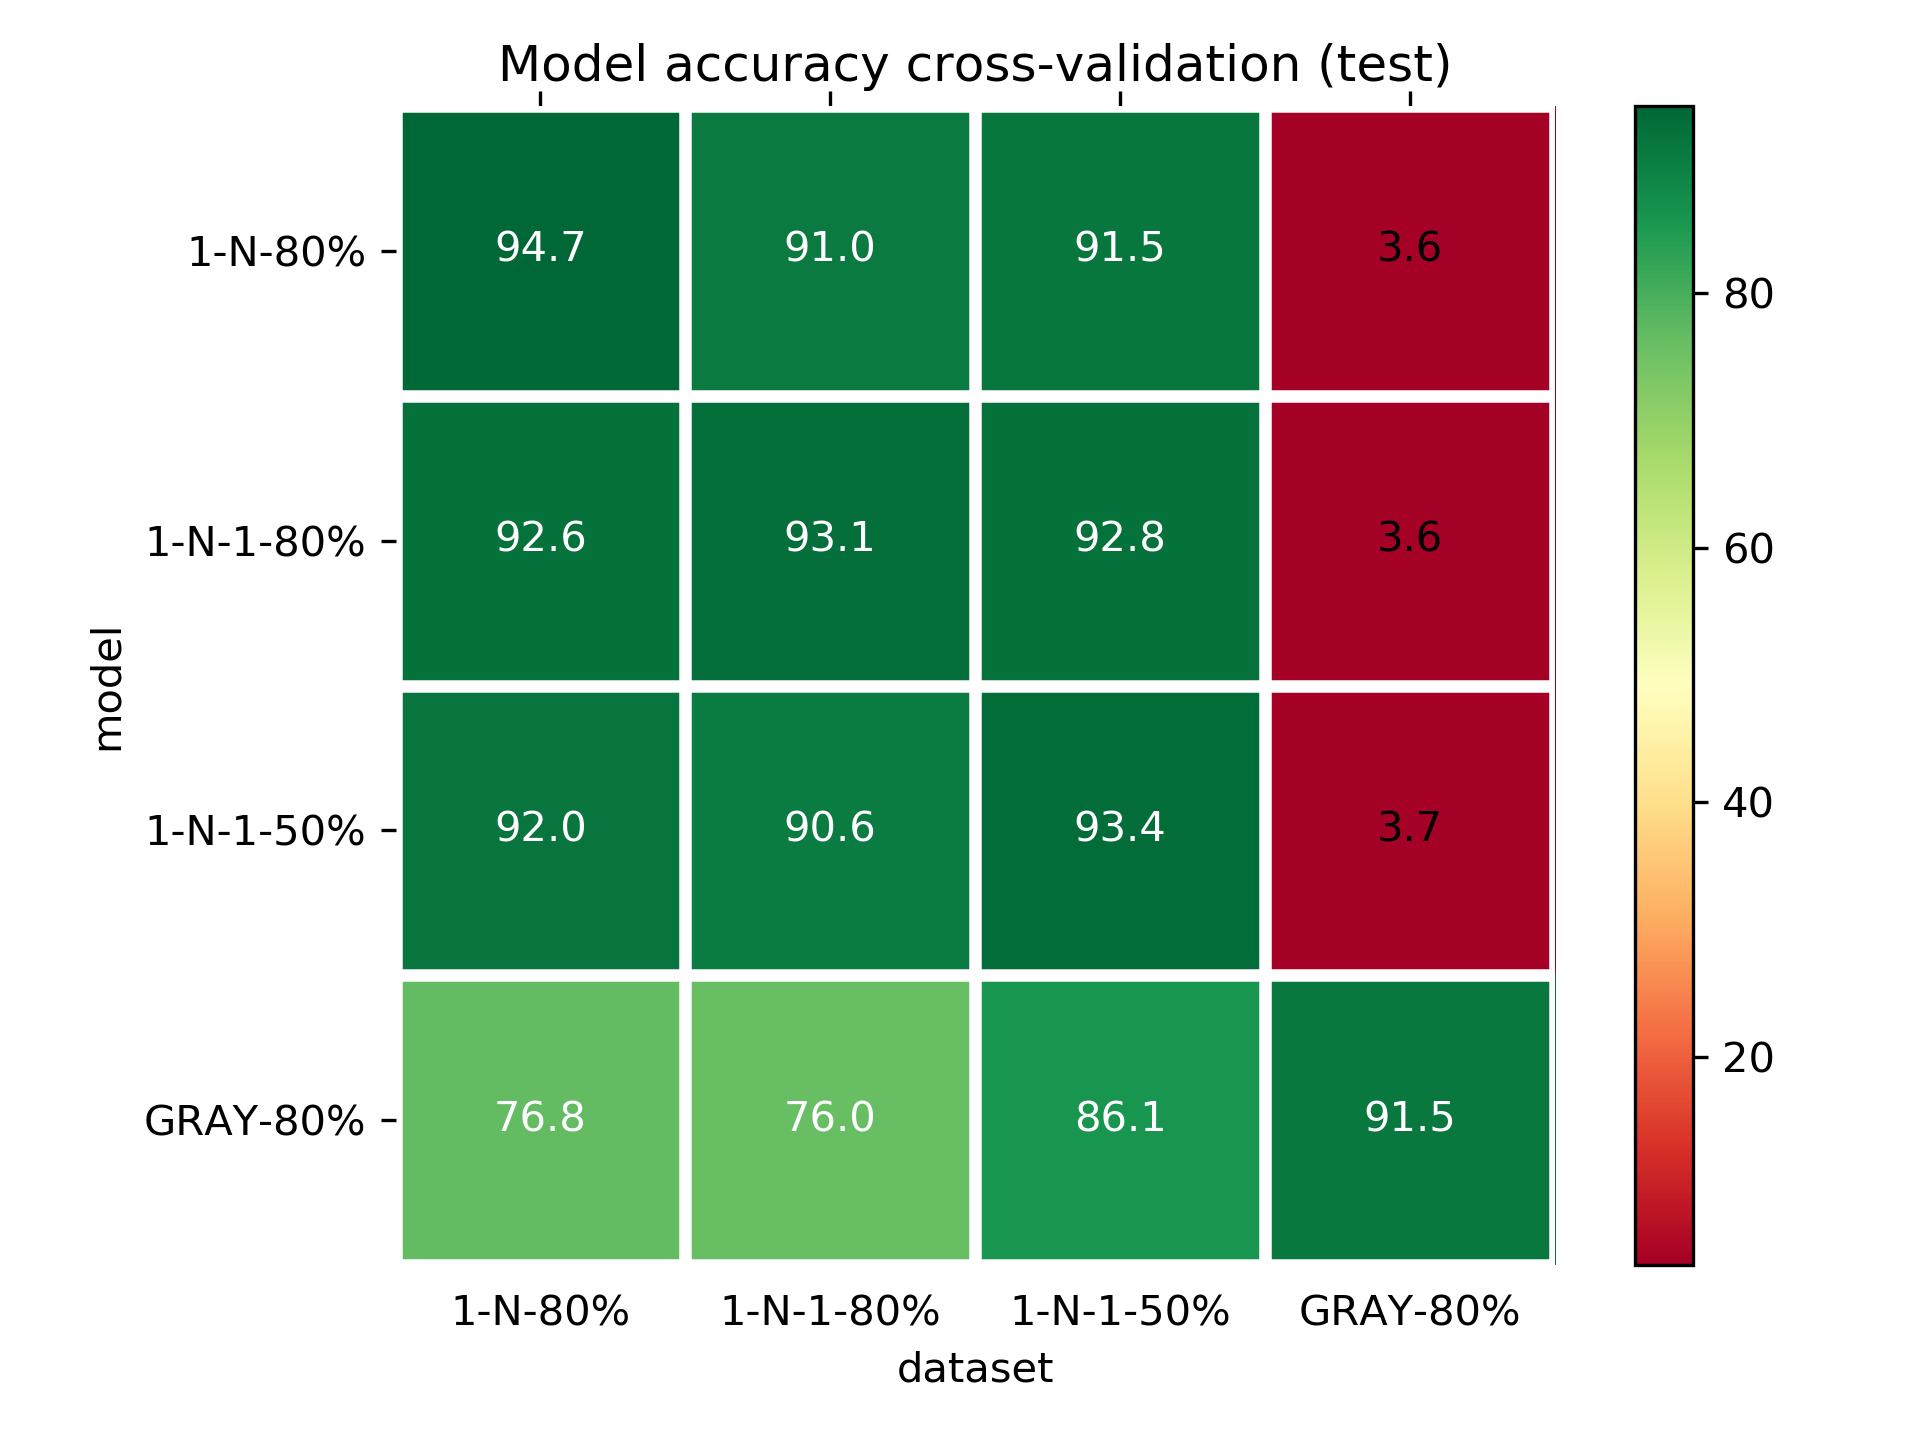 Model accuracy cross-validation (test)
1-N-80% 94.7 91.0 91.5 3.6
1-N-1-80% 92.6 93.1 92.8 3.6
1-N-1-50% 92.0 90.6 93.4 3.7
GRAY-80% 76.8 76.0 86.1 91.5
1-N-80% 1-N-1-80% 1-N-1-50% GRAY-80%
dataset
model
80
60
40
20